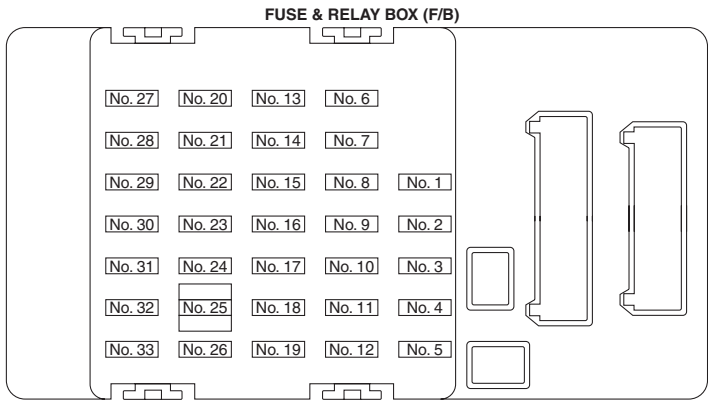 FUSE & RELAY BOX (F/B)
No. 27 No. 20 No. 13 No. 6
No. 28 No. 21 No. 14 No. 7
No. 29 No. 22 No. 15 No. 8 No. 1
No. 30 No. 23 No. 16 No. 9 No. 2
No. 31 No. 24 No. 17 No. 10 No. 3
No. 32 No. 25 No. 18 No. 11 No. 4
No. 33 No. 26 No. 19 No. 12 No. 5